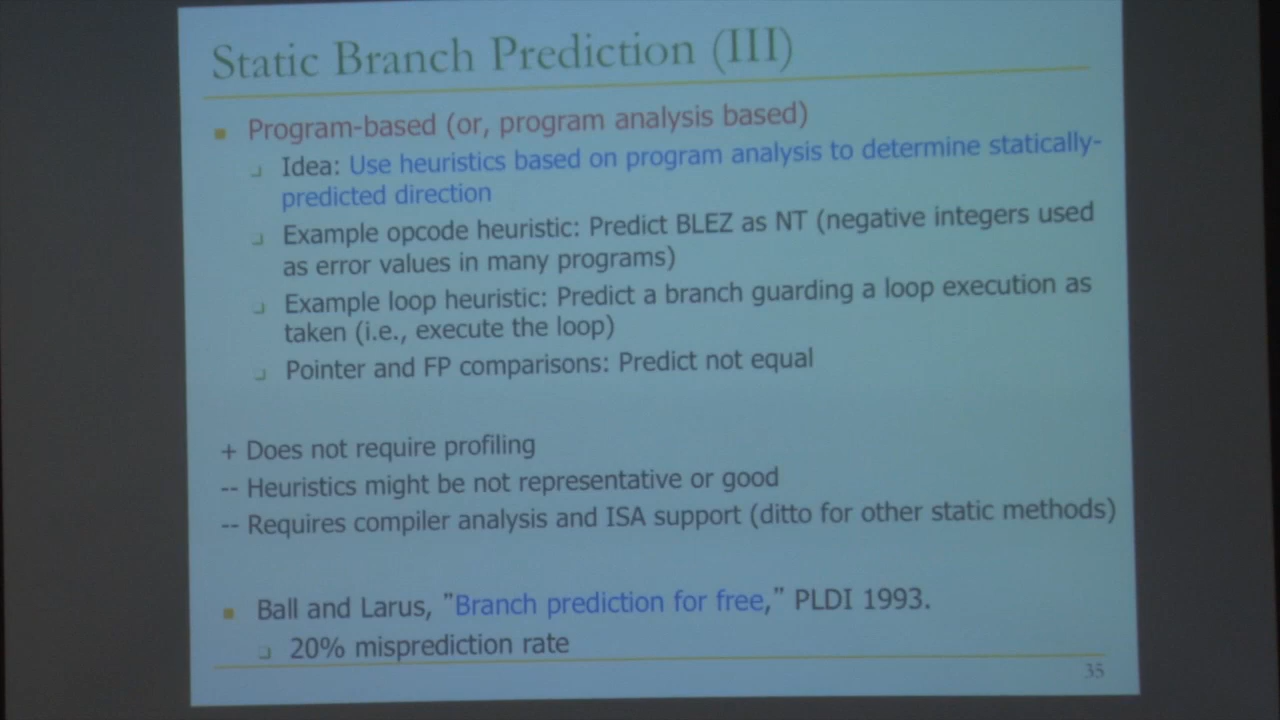 Static Branch Prediction (III)
Program-based (or, program analysis based)
Idea: Use heuristics based on program analysis to determine statically-
predicted direction
Example opcode heuristic: Predict BLEZ as NT (negative integers used
as error values in many programs)
Example loop heuristic: Predict a branch guarding a loop execution as
taken (i.e., execute the loop)
Pointer and FP comparisons: Predict not equal
+ Does not require profiling
-- Heuristics might be not representative or good
-- Requires compiler analysis and ISA support (ditto for other static methods)
Ball and Larus, "Branch prediction for free," PLDI 1993.
20% misprediction rate
35